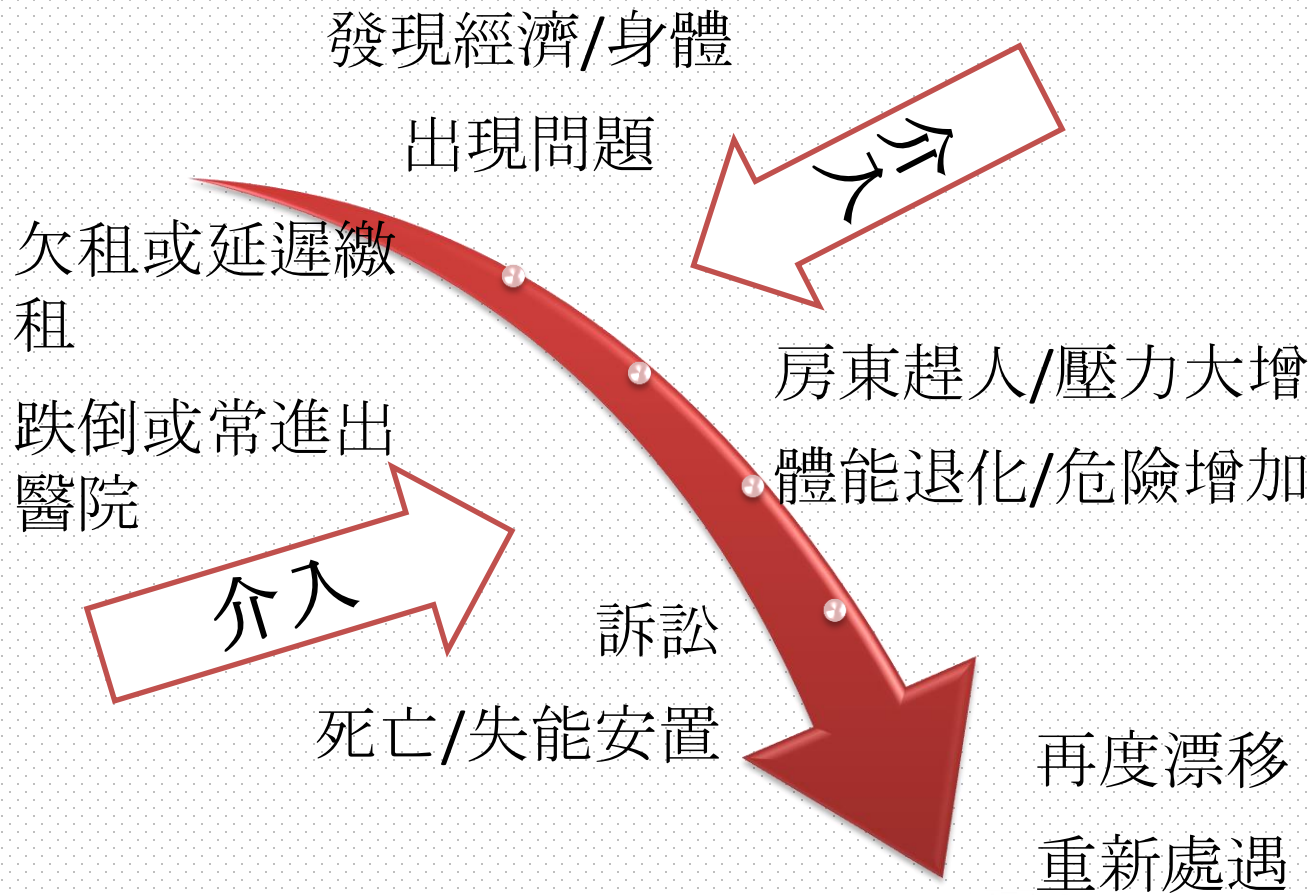 發現經濟/身體
出現問題
介入
欠租或延遲繳
租
跌倒或常進出
醫院
介入
房東趕人/壓力大增
體能退化/危險增加
訴訟
死亡/失能安置
再度漂移
重新處遇